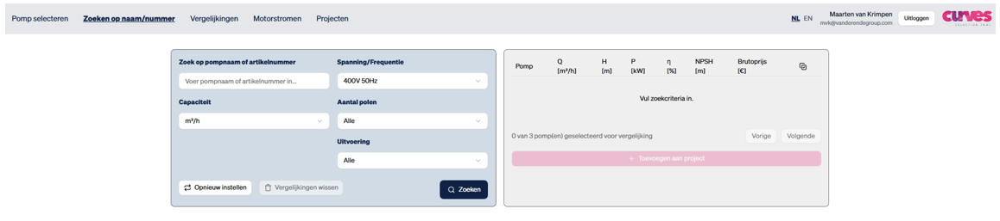 Pomp selecteren Zoeken op naam/nummer Vergelijkingen Motorstromen Projecten NL EN Maarten van Krimpen mvk@vanderendegroup.com Uitloggen curves
SELECTION TOOL
Zoek op pompnaam of artikelnummer Spanning/Frequentie
Voer pompnaam of artikelnummer in... 400V 50Hz
Capaciteit Aantal polen
m³/h Alle
Uitvoering
Alle
Opnieuw instellen Vergelijkingen wissen Zoeken
Pomp Q H P η NPSH Brutoprijs
[m³/h] [m] [kW] [%] [m] [€]
Vul zoekcriteria in.
0 van 3 pomp(en) geselecteerd voor vergelijking Vorige Volgende
+ Toevoegen aan project